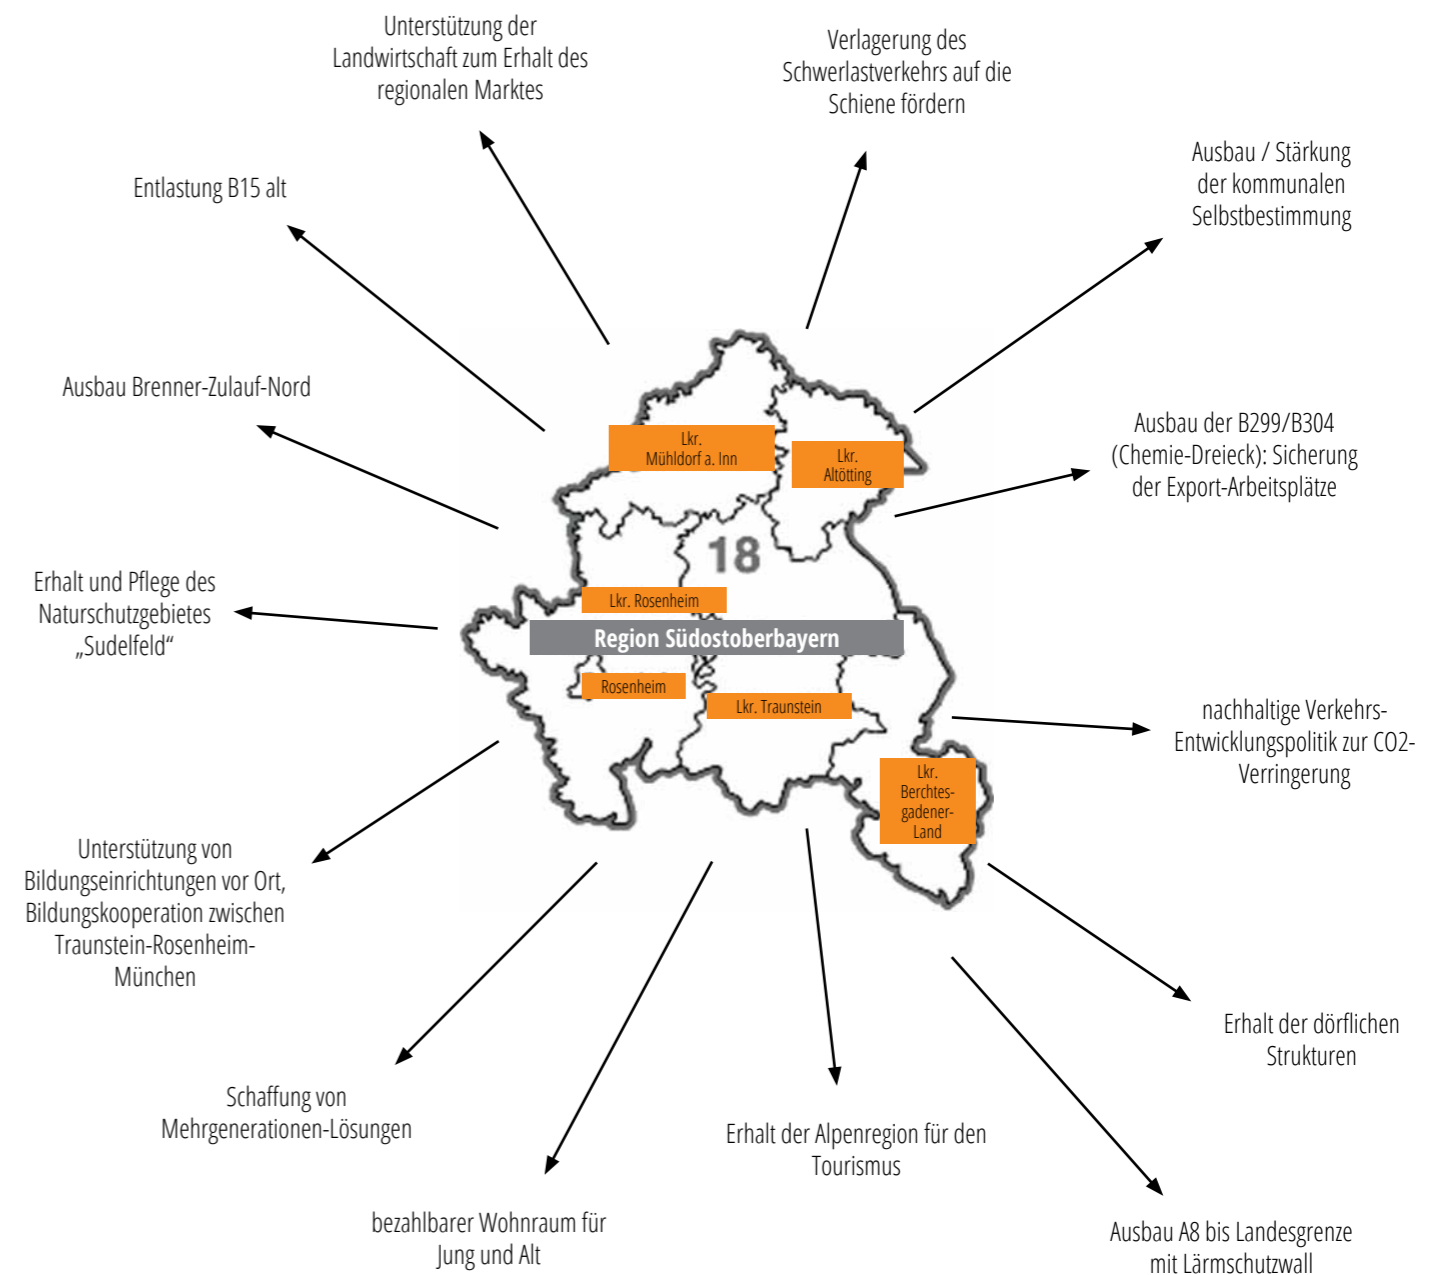 Unterstützung der
Landwirtschaft zum Erhalt des
regionalen Marktes
Verlagerung des
Schwerlastverkehrs auf die
Schiene fördern
Ausbau / Stärkung
der kommunalen
Selbstbestimmung
Entlastung B15 alt
Ausbau Brenner-Zulauf-Nord
Ausbau der B299/B304
(Chemie-Dreieck): Sicherung
der Export-Arbeitsplätze
Lkr.
Mühldorf a. Inn
Lkr.
Altötting
18
Erhalt und Pflege des
Naturschutzgebietes
„Sudelfeld“
Lkr. Rosenheim
Region Südostoberbayern
Rosenheim
Lkr. Traunstein
Lkr.
Berchtes-
gadener-
Land
nachhaltige Verkehrs-
Entwicklungspolitik zur CO2-
Verringerung
Unterstützung von
Bildungseinrichtungen vor Ort,
Bildungskooperation zwischen
Traunstein-Rosenheim-
München
Erhalt der dörflichen
Strukturen
Schaffung von
Mehrgenerationen-Lösungen
Erhalt der Alpenregion für den
Tourismus
bezahlbarer Wohnraum für
Jung und Alt
Ausbau A8 bis Landesgrenze
mit Lärmschutzwall